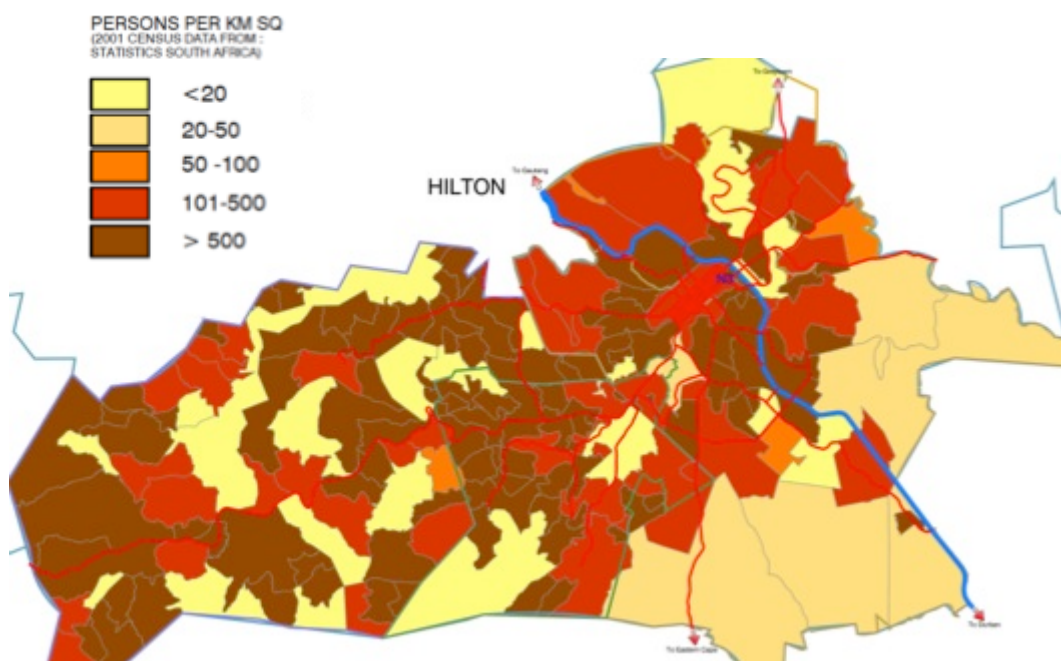 PERSONS PER KM SQ
(2001 CENSUS DATA FROM :
STATISTICS SOUTH AFRICA)
<20
20-50
50 -100
101-500
> 500
To Gauteng
HILTON
N3
To Durban
To Eastern Cape